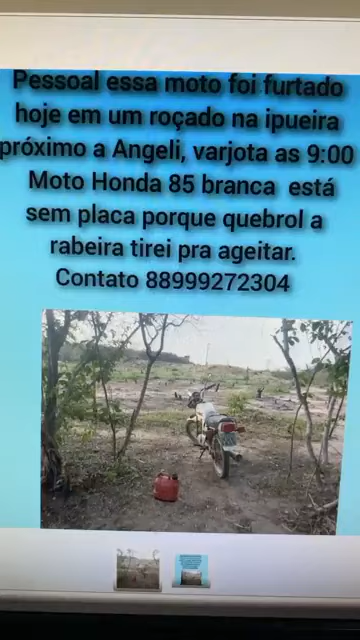 Pessoal essa moto foi furtado
hoje em um roçado na ipueira
próximo a Angeli, varjota as 9:00
Moto Honda 85 branca está
sem placa porque quebrol a
rabeira tirei pra ageitar.
Contato 88999272304